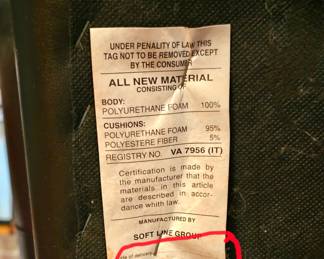 UNDER PENALITY OF LAW THIS
TAG NOT TO BE REMOVED EXCEPT
BY THE CONSUMER
ALL NEW MATERIAL
CONSISTING OF
BODY:
POLYURETHANE FOAM 100%
CUSHIONS:
POLYURETHANE FOAM 95%
POLYESTERE FIBER 5%
REGISTRY NO. VA 7956 (IT)
Certification is made by
the manufacturer that the
materials in this article
are described in accor-
dance whith law.
MANUFACTURED BY
SOFT LINE GROUP
date of delivery